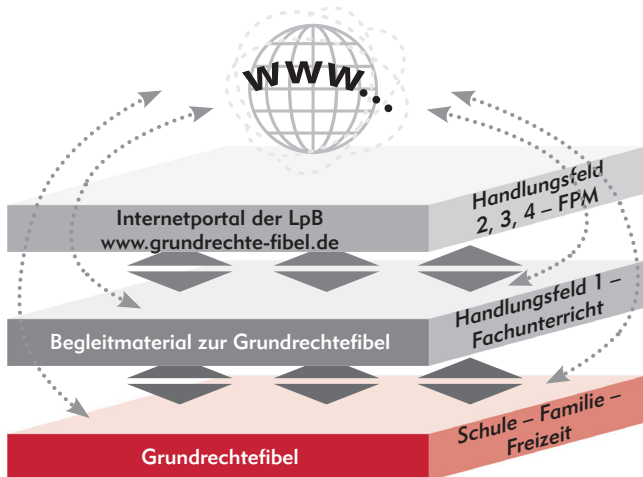 www...
Internetportal der LpB
www.grundrechte-fibel.de
Handlungsfeld
2, 3, 4 – FPM
Begleitmaterial zur Grundrechtefibel
Handlungsfeld 1 –
Fachunterricht
Grundrechtefibel
Schule – Familie –
Freizeit